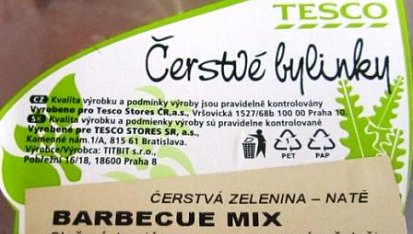 TESCO
Čerstvé bylinky
CZ Kvalita výrobku a podmínky výroby jsou pravidelně kontrolovány
Vyrobeno pro Tesco Stores ČR,a.s., Vršovická 1527/68b 100 00 Praha 10.
SK Kvalita výrobku a podmienky výroby sú pravidelne kontrolované
Vyrobené pre TESCO STORES SR, a.s.,
Kamenné nám.1/A, 815 61 Bratislava.
Výrobce/Výrobca: TITBIT s.r.o.,
Pobřežní 16/18, 18600 Praha 8
1 PET
PAP
ČERSTVÁ ZELENINA – NATĚ
BARBECUE MIX